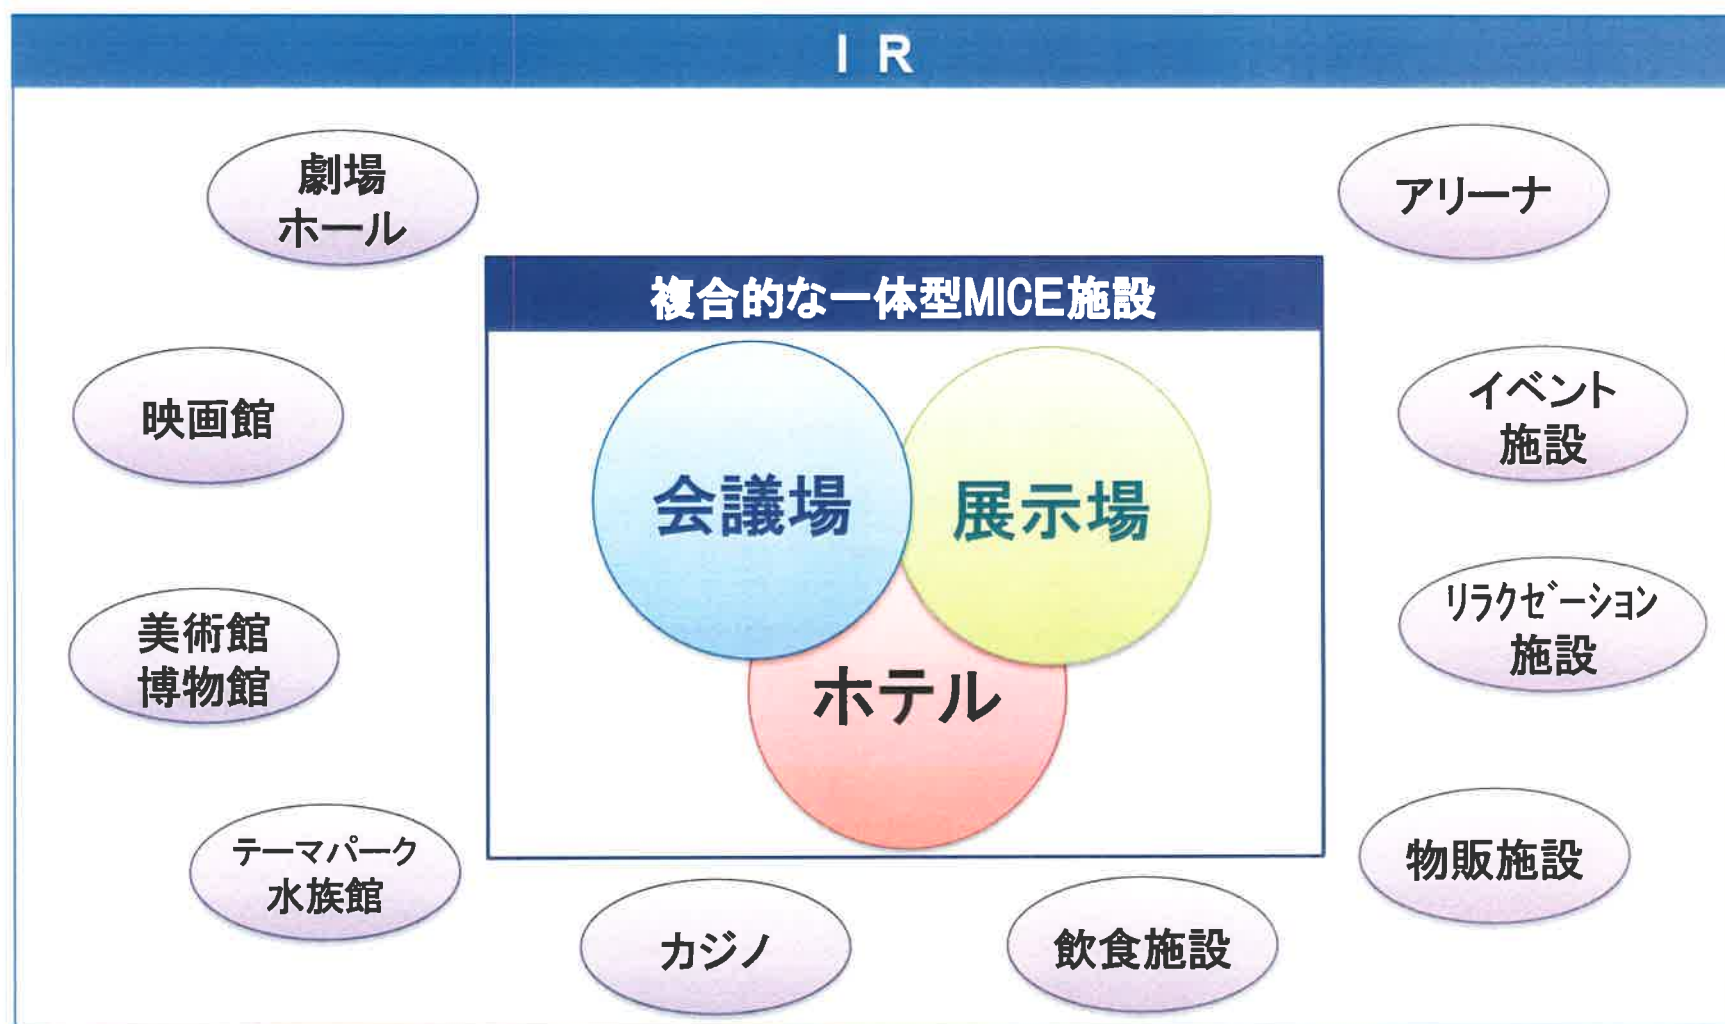 IR
劇場
ホール
アリーナ
複合的な一体型MICE施設
映画館
会議場
展示場
イベント
施設
美術館
博物館
ホテル
リラクゼーション
施設
テーマパーク
水族館
カジノ
飲食施設
物販施設